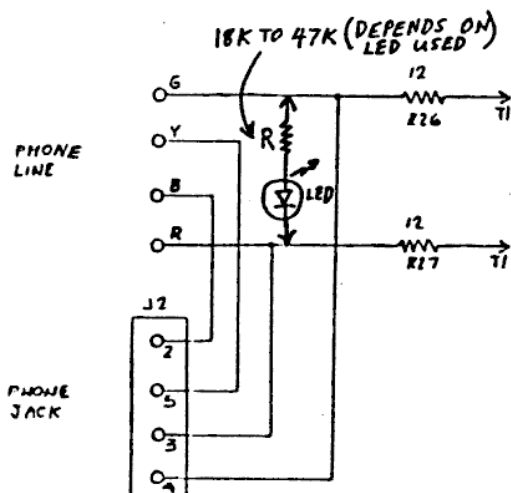 18K TO 47K (DEPENDS ON)
LED USED
G
12
R26
T1
Y
R
PHONE
LINE
B
LED
R
12
R27
T1
J2
2
PHONE
JACK
5
3